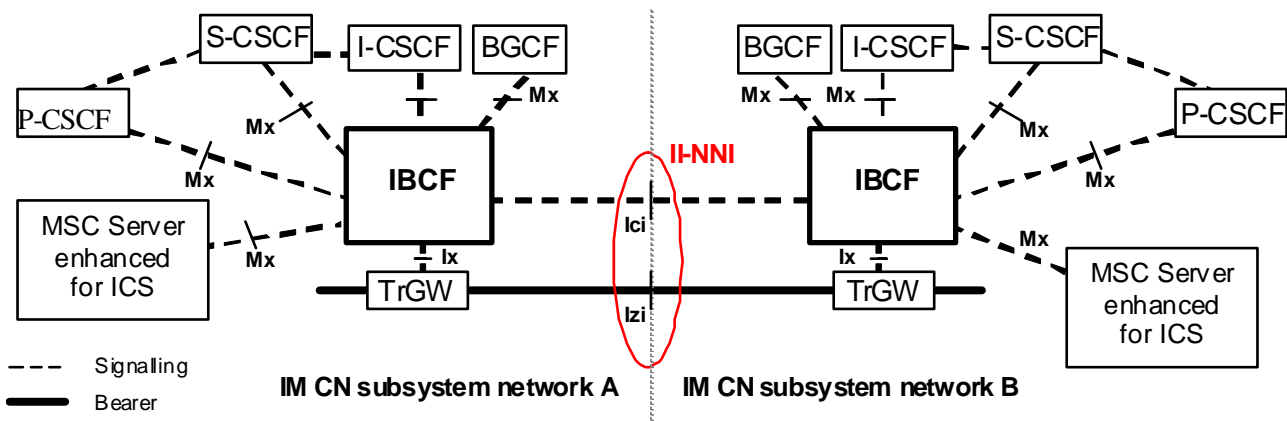 S-CSCF
I-CSCF
BGCF
BGCF
I-CSCF
S-CSCF
P-CSCF
P-CSCF
Mx
Mx
Mx
Mx
Mx
II-NNI
IBCF
IBCF
Mx
Mx
MSC Server
enhanced
for ICS
Mx
Ici
Mx
MSC Server
enhanced
for ICS
Ix
Ix
TrGW
TrGW
Izi
Signalling
Bearer
IM CN subsystem network A
IM CN subsystem network B